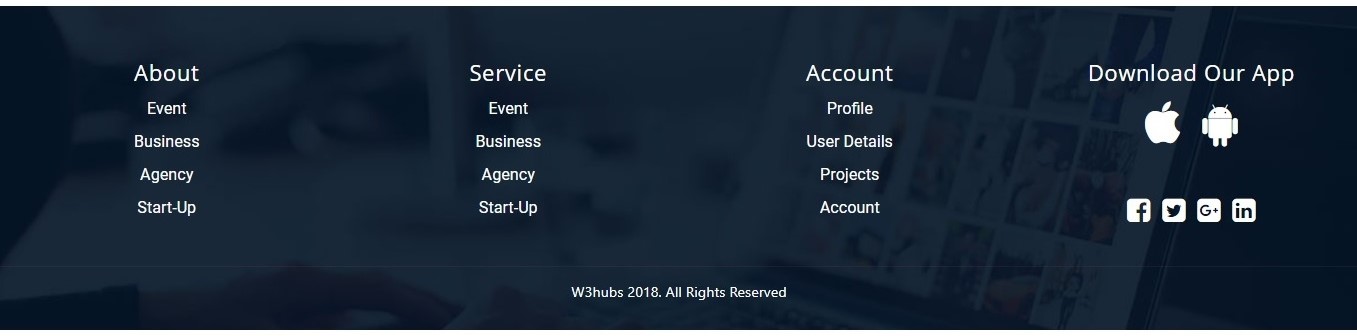 About
Event
Business
Agency
Start-Up
Service
Event
Business
Agency
Start-Up
Account
Profile
User Details
Projects
Account
Download Our App
W3hubs 2018. All Rights Reserved